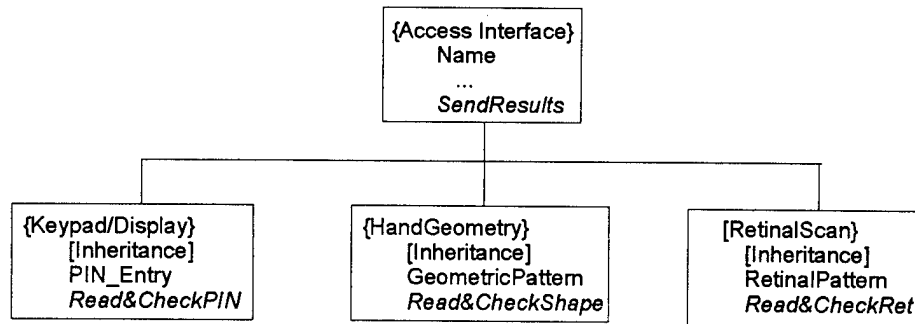 {Access Interface}
Name
...
SendResults
{Keypad/Display}
[Inheritance]
PIN_Entry
Read&CheckPIN
{HandGeometry}
[Inheritance]
GeometricPattern
Read&CheckShape
[RetinalScan}
[Inheritance]
RetinalPattern
Read&CheckRet